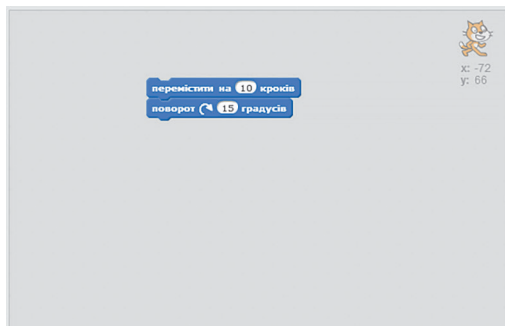 x: -72
y: 66
перемістити на 10 кроків
поворот 15 градусів